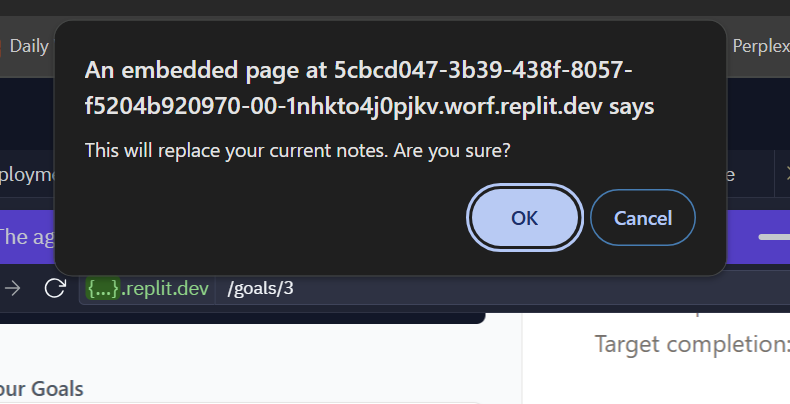 Daily
Perplex
An embedded page at 5cbcd047-3b39-438f-8057-
f5204b920970-00-1nhkto4j0pjkv.worf.replit.dev says
This will replace your current notes. Are you sure?
OK
Cancel
ployme
e
The ag
{...}.replit.dev /goals/3
Target completion:
our Goals